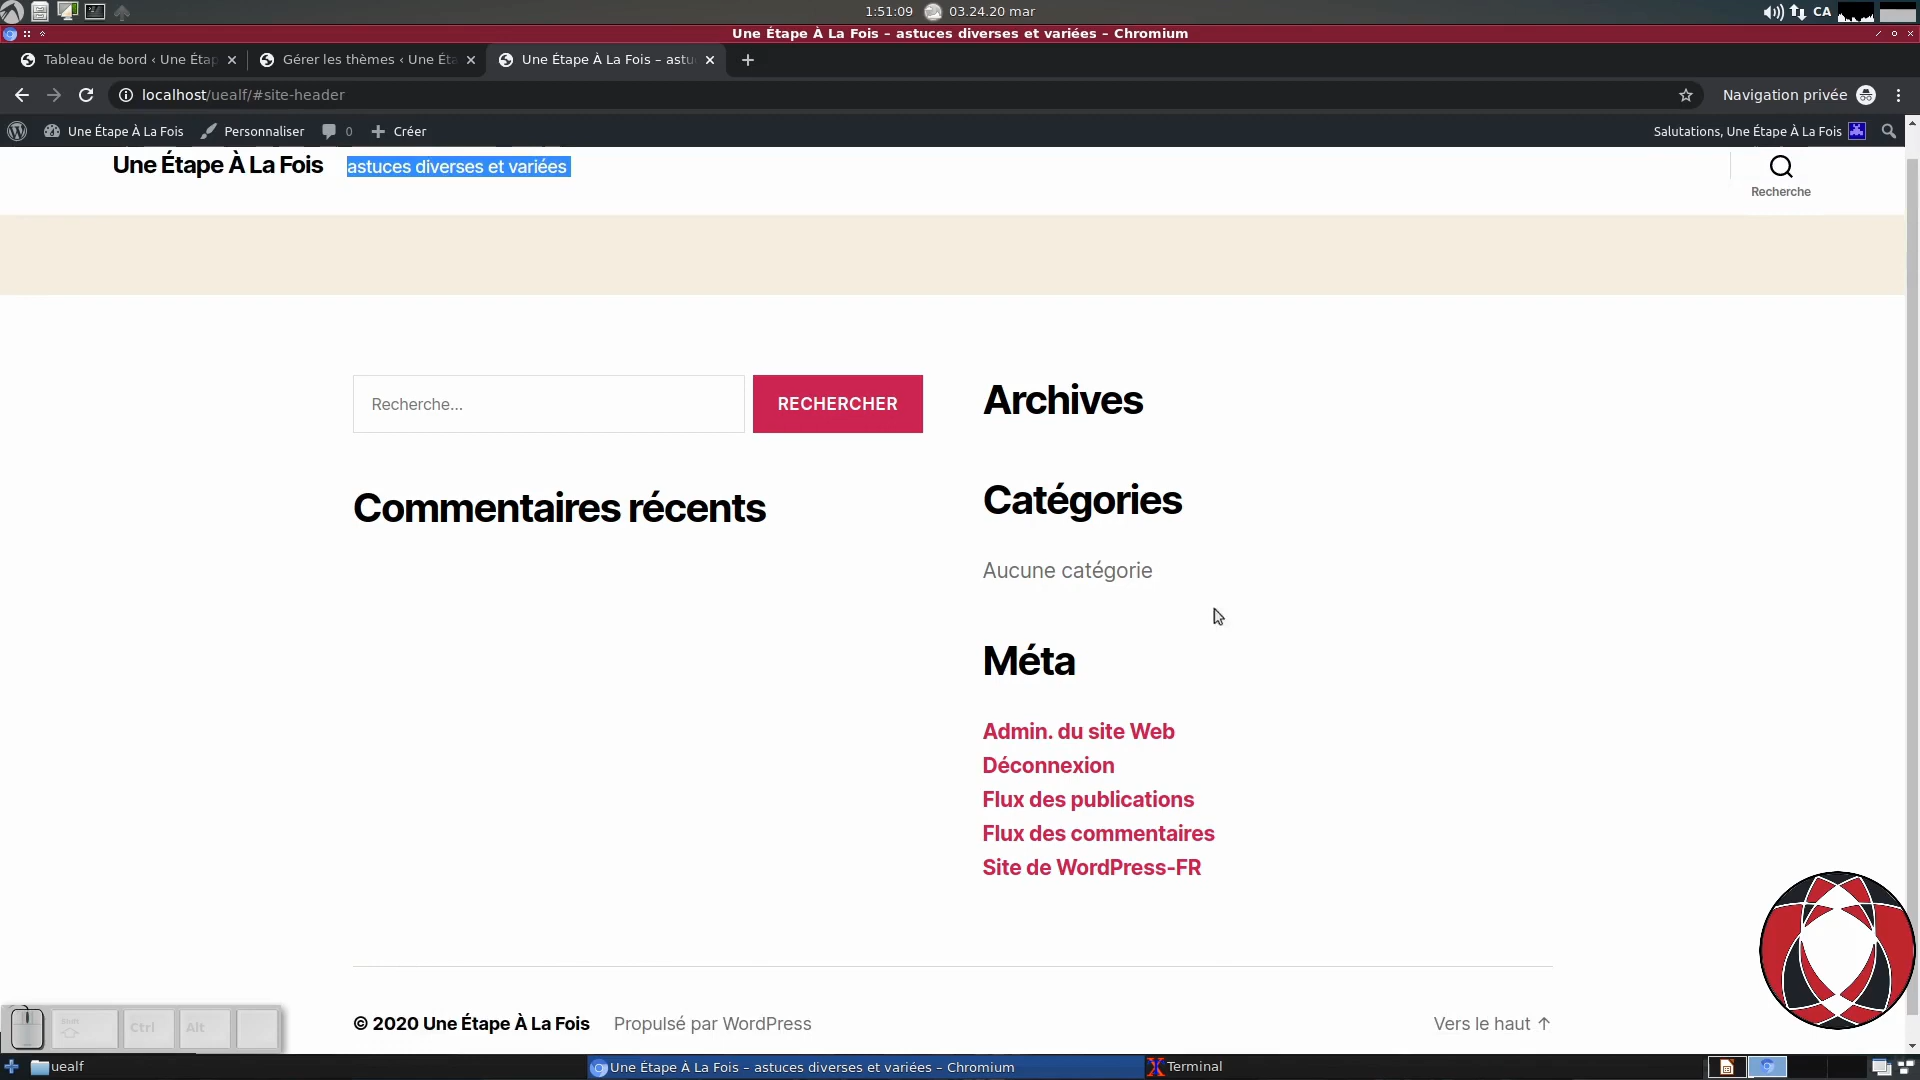 1:51:09 03.24.20 mar CA
Une Étape À La Fois – astuces diverses et variées – Chromium
Tableau de bord ‹ Une Étap Gérer les thèmes ‹ Une Éta Une Étape À La Fois – astu
localhost/uealf/#site-header Navigation privée
Une Étape À La Fois Personnaliser 0 Créer Salutations, Une Étape À La Fois
Une Étape À La Fois astuces diverses et variées
Recherche
Recherche… RECHERCHER
Archives
Commentaires récents
Catégories
Aucune catégorie
Méta
Admin. du site Web
Déconnexion
Flux des publications
Flux des commentaires
Site de WordPress-FR
© 2020 Une Étape À La Fois Propulsé par WordPress Vers le haut ↑
Shift Ctrl Alt
uealf Une Étape À La Fois – astuces diverses et variées – Chromium Terminal